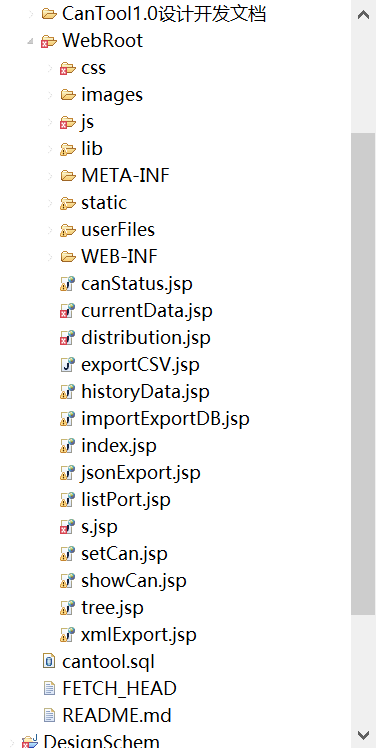 CanTool1.0设计开发文档
WebRoot
css
images
js
lib
META-INF
static
userFiles
WEB-INF
canStatus.jsp
currentData.jsp
distribution.jsp
exportCSV.jsp
historyData.jsp
importExportDB.jsp
index.jsp
jsonExport.jsp
listPort.jsp
s.jsp
setCan.jsp
showCan.jsp
tree.jsp
xmlExport.jsp
cantool.sql
FETCH_HEAD
README.md
DesignSchem